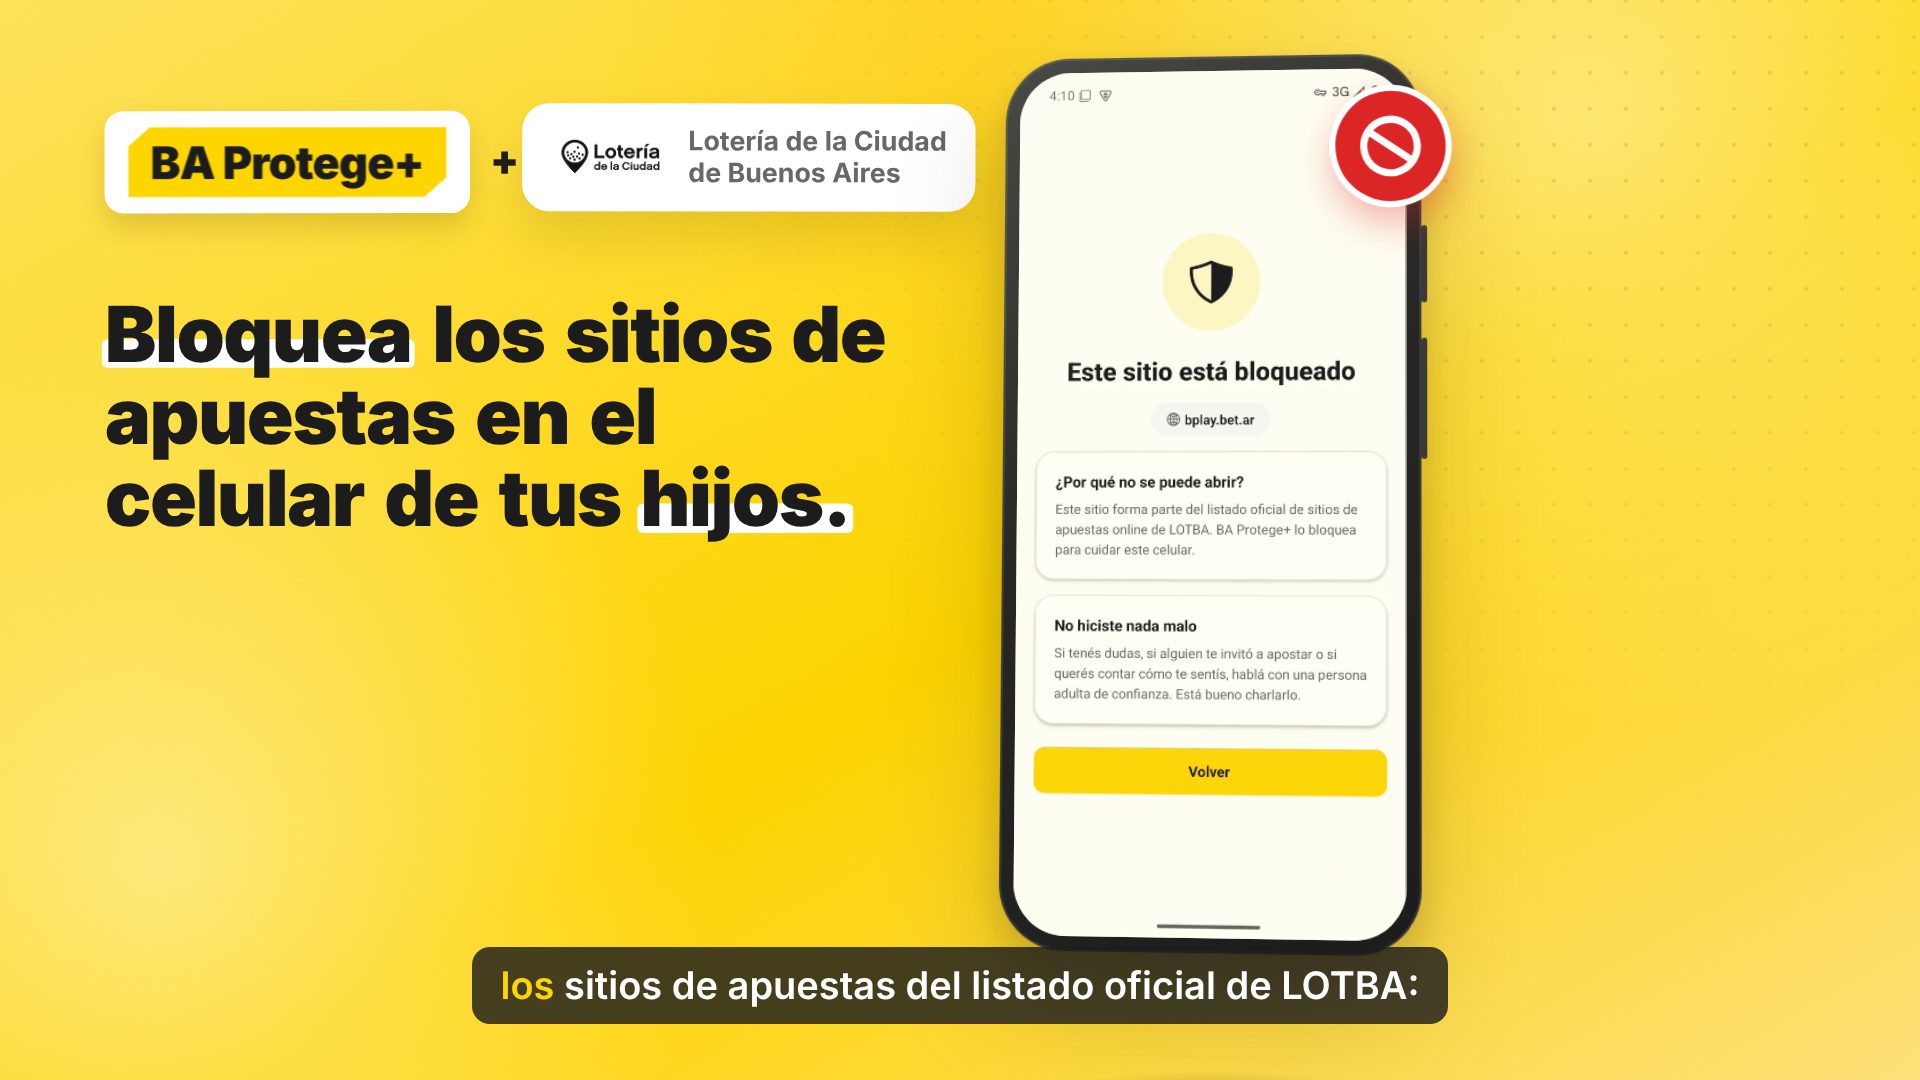 BA Protege+
+
Lotería
de la Ciudad
Lotería de la Ciudad
de Buenos Aires
Bloquea los sitios de
apuestas en el
celular de tus hijos.
4:10
3G
Este sitio está bloqueado
bplay.bet.ar
¿Por qué no se puede abrir?
Este sitio forma parte del listado oficial de sitios de
apuestas online de LOTBA. BA Protege+ lo bloquea
para cuidar este celular.
No hiciste nada malo
Si tenés dudas, si alguien te invitó a apostar o si
querés contar cómo te sentís, hablá con una persona
adulta de confianza. Está bueno charlarlo.
Volver
los sitios de apuestas del listado oficial de LOTBA: